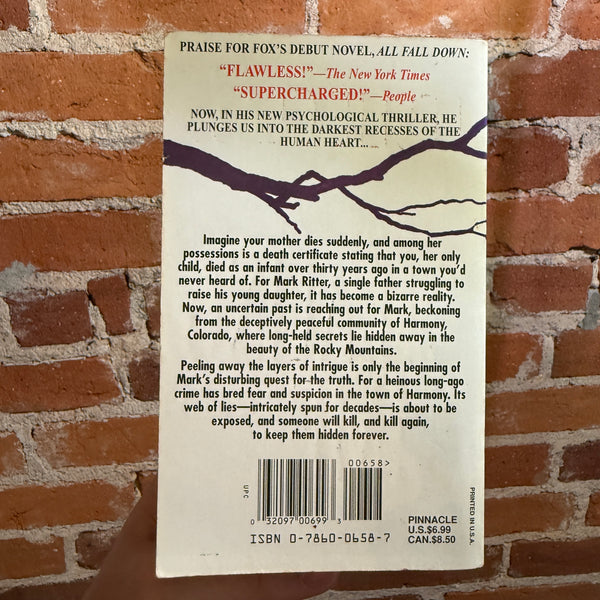 PRAISE FOR FOX'S DEBUT NOVEL, ALL FALL DOWN:
"FLAWLESS!"—The New York Times
"SUPERCHARGED!"—People
NOW, IN HIS NEW PSYCHOLOGICAL THRILLER, HE
PLUNGES US INTO THE DARKEST RECESSES OF THE
HUMAN HEART...
Imagine your mother dies suddenly, and among her
possessions is a death certificate stating that you, her only
child, died as an infant over thirty years ago in a town you'd
never heard of. For Mark Ritter, a single father struggling to
raise his young daughter, it has become a bizarre reality.
Now, an uncertain past is reaching out for Mark, beckoning
from the deceptively peaceful community of Harmony,
Colorado, where long-held secrets lie hidden away in the
beauty of the Rocky Mountains.
Peeling away the layers of intrigue is only the beginning of
Mark's disturbing quest for the truth. For a heinous long-ago
crime has bred fear and suspicion in the town of Harmony. Its
web of lies—intricately spun for decades—is about to be
exposed, and someone will kill, and kill again,
to keep them hidden forever.
00658>
UPC
0 32097 00699 3
ISBN 0-7860-0658-7
PINNACLE
U.S.$6.99
CAN.$8.50
PRINTED IN U.S.A.